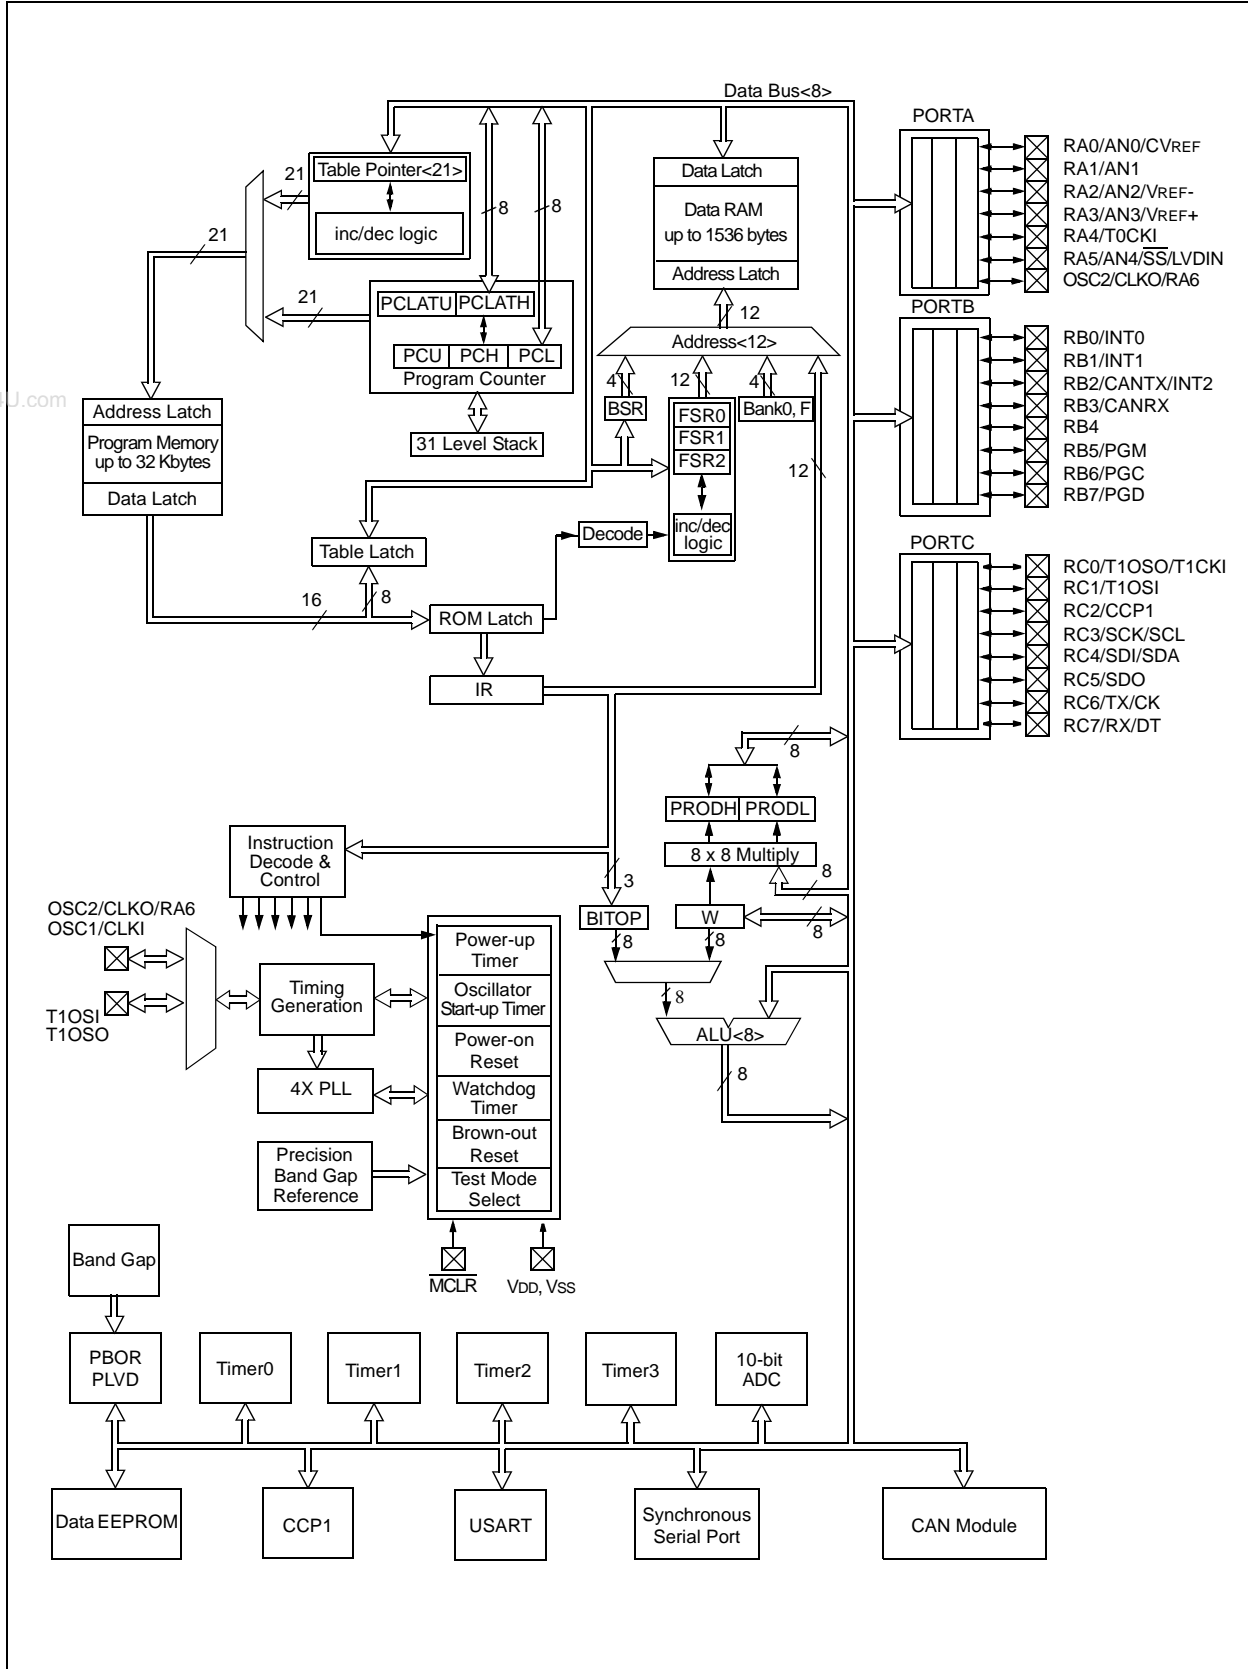 Data Bus<8>
PORTA
RA0/AN0/CVREF
RA1/AN1
RA2/AN2/VREF-
RA3/AN3/VREF+
RA4/T0CKI
RA5/AN4/SS/LVDIN
OSC2/CLKO/RA6
Table Pointer<21>
inc/dec logic
21
21
21
8
8
Data Latch
Data RAM
up to 1536 bytes
Address Latch
12
Address<12>
4
12
4
BSR
FSR0
FSR1
FSR2
Bank0, F
inc/dec
logic
12
PCLATU
PCLATH
PCU
PCH
PCL
Program Counter
31 Level Stack
4U.com
Address Latch
Program Memory
up to 32 Kbytes
Data Latch
PORTB
RB0/INT0
RB1/INT1
RB2/CANTX/INT2
RB3/CANRX
RB4
RB5/PGM
RB6/PGC
RB7/PGD
Decode
Table Latch
16
8
ROM Latch
IR
PORTC
RC0/T1OSO/T1CKI
RC1/T1OSI
RC2/CCP1
RC3/SCK/SCL
RC4/SDI/SDA
RC5/SDO
RC6/TX/CK
RC7/RX/DT
8
PRODH
PRODL
8 x 8 Multiply
8
3
BITOP
W
8
8
8
8
ALU<8>
8
Instruction
Decode &
Control
OSC2/CLKO/RA6
OSC1/CLKI
T1OSI
T1OSO
Timing
Generation
4X PLL
Precision
Band Gap
Reference
Power-up
Timer
Oscillator
Start-up Timer
Power-on
Reset
Watchdog
Timer
Brown-out
Reset
Test Mode
Select
MCLR
VDD, VSS
Band Gap
PBOR
PLVD
Timer0
Timer1
Timer2
Timer3
10-bit
ADC
Data EEPROM
CCP1
USART
Synchronous
Serial Port
CAN Module